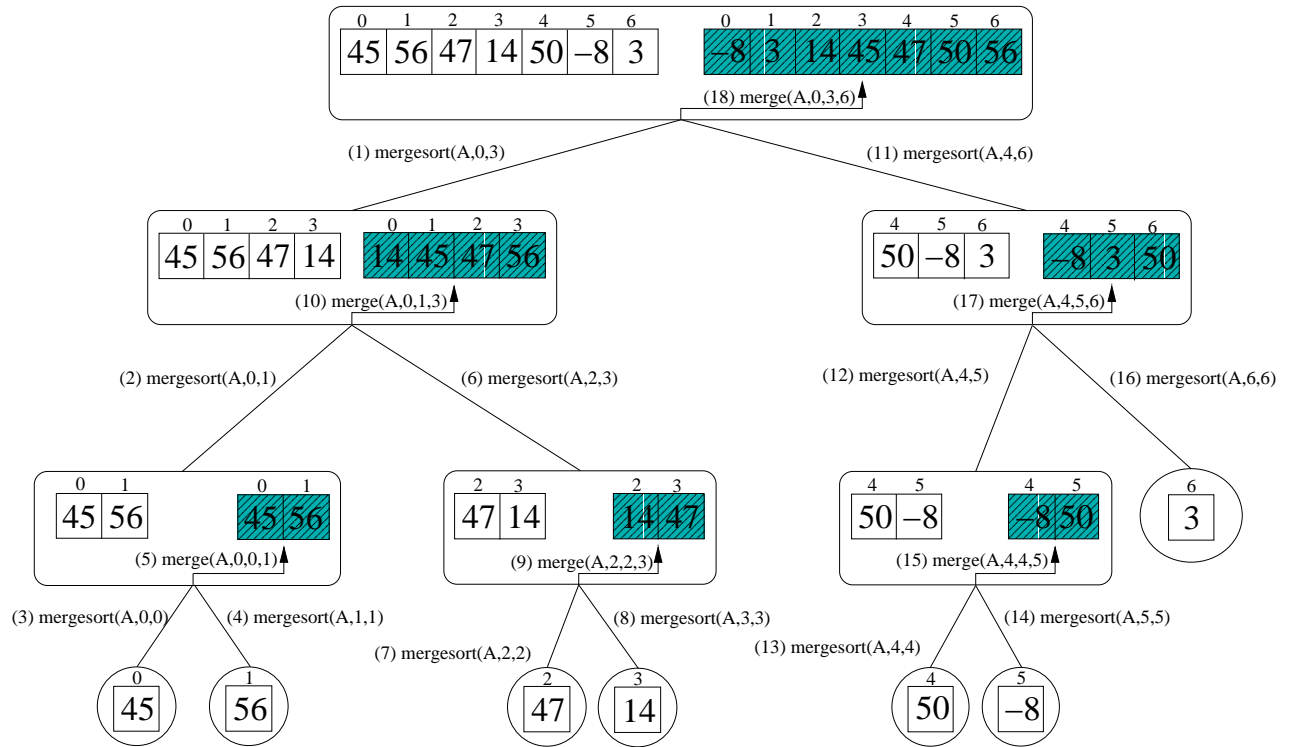 0 1 2 3 4 5 6 0 1 2 3 4 5 6
45 56 47 14 50 −8 3 −8 3 14 45 47 50 56
(18) merge(A,0,3,6)
(1) mergesort(A,0,3) (11) mergesort(A,4,6)
0 1 2 3 0 1 2 3 4 5 6 4 5 6
45 56 47 14 14 45 47 56 50 −8 3 −8 3 50
(10) merge(A,0,1,3) (17) merge(A,4,5,6)
(2) mergesort(A,0,1) (6) mergesort(A,2,3) (12) mergesort(A,4,5) (16) mergesort(A,6,6)
0 1 0 1 2 3 2 3 4 5 4 5 6
45 56 45 56 47 14 14 47 50 −8 −8 50 3
(5) merge(A,0,0,1) (9) merge(A,2,2,3) (15) merge(A,4,4,5)
(3) mergesort(A,0,0) (4) mergesort(A,1,1) (8) mergesort(A,3,3) (14) mergesort(A,5,5)
(7) mergesort(A,2,2) (13) mergesort(A,4,4)
0 1 2 3 4 5
45 56 47 14 50 −8